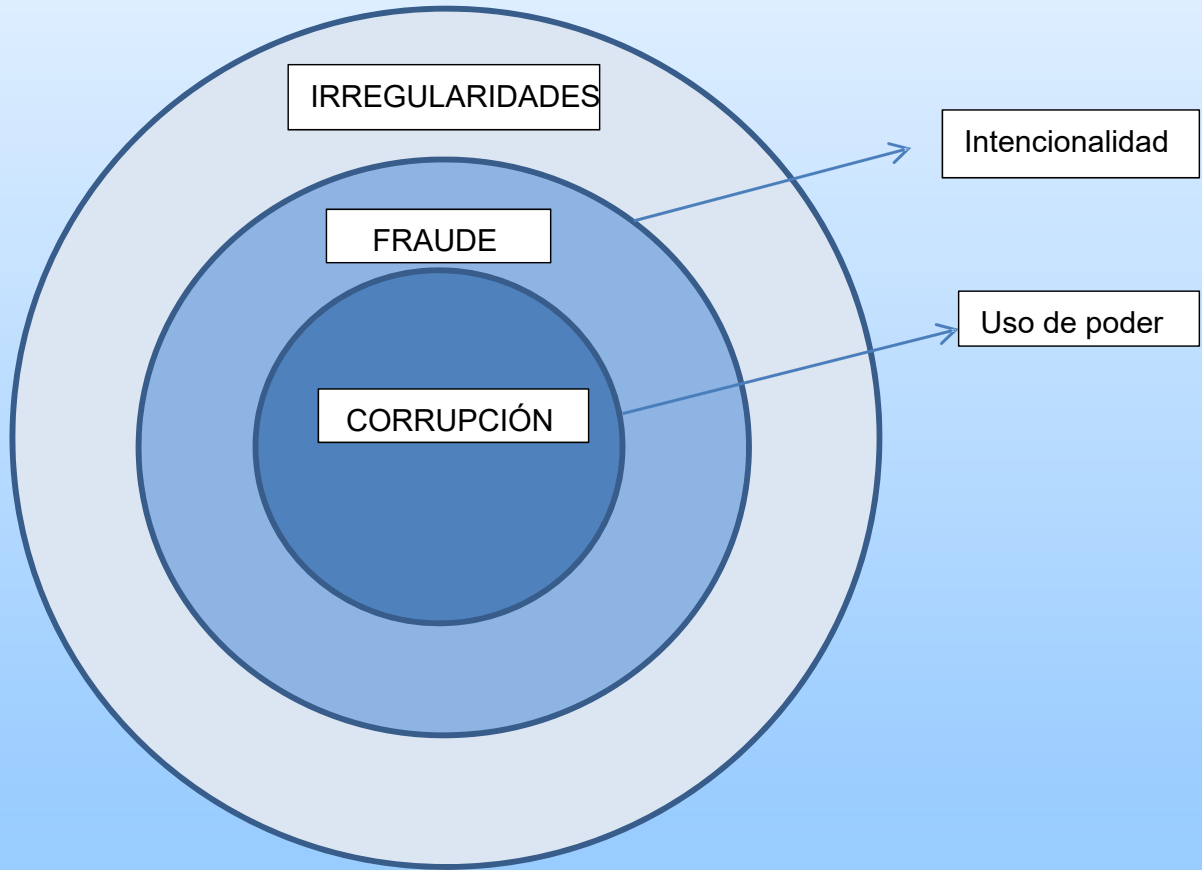 IRREGULARIDADES
Intencionalidad
FRAUDE
Uso de poder
CORRUPCIÓN